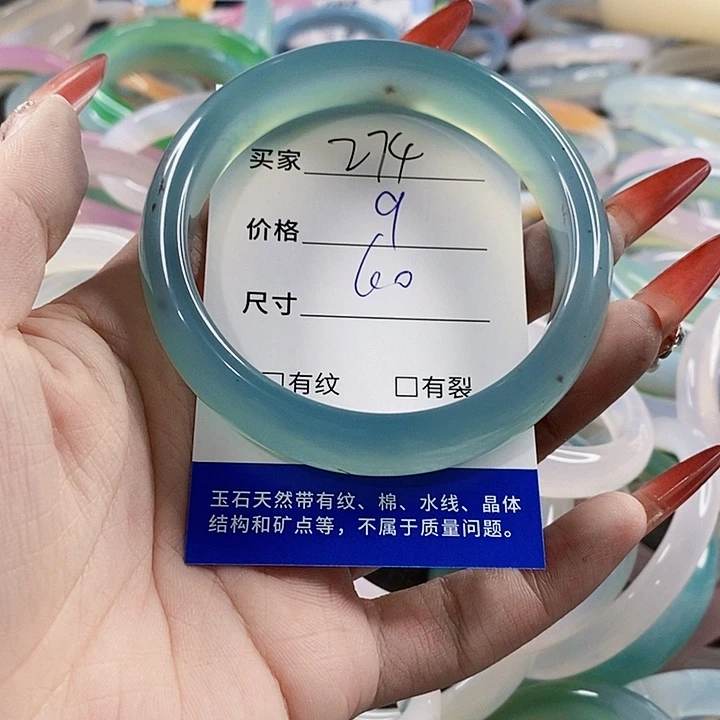 买家 274
价格 9
尺寸 60
□有纹 □有裂
玉石天然带有纹、棉、水线、晶体
结构和矿点等，不属于质量问题。